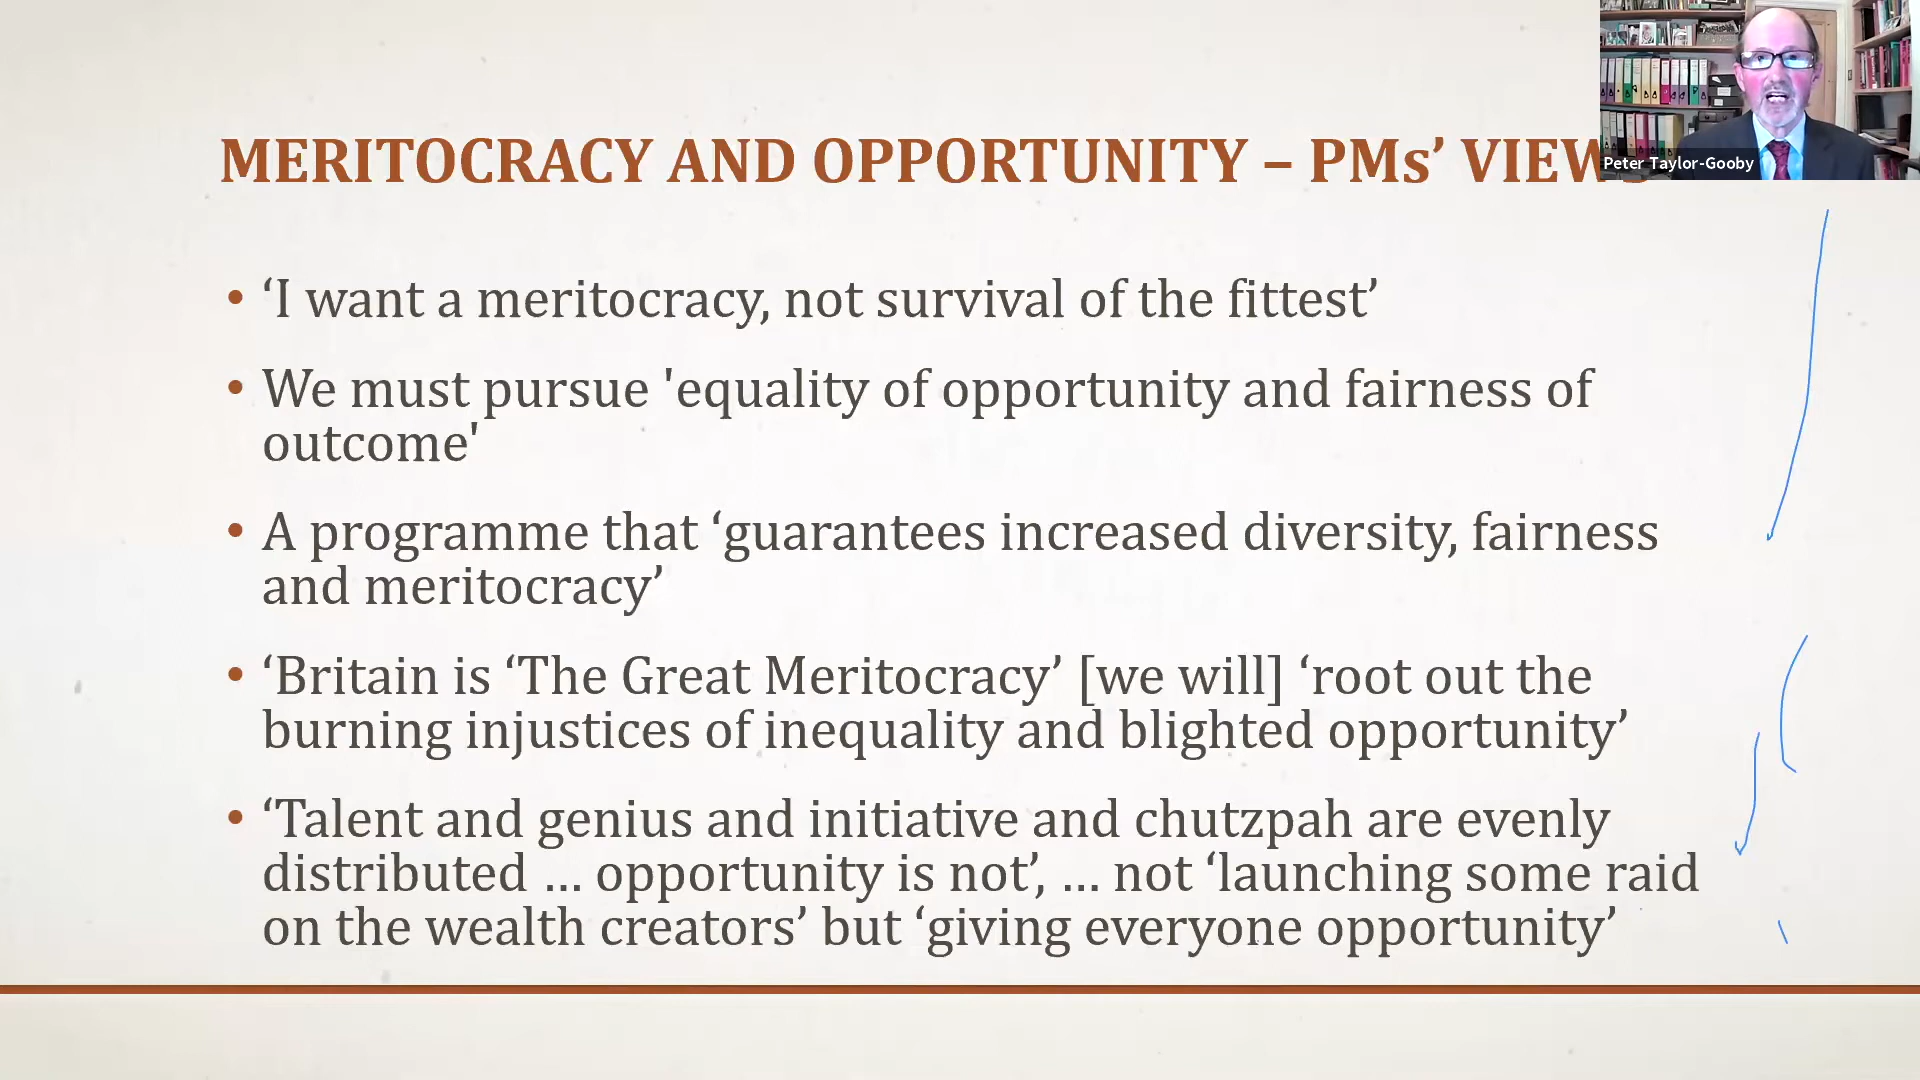 MERITOCRACY AND OPPORTUNITY – PMs’ VIEWS
Peter Taylor-Gooby
• ‘I want a meritocracy, not survival of the fittest’
• We must pursue 'equality of opportunity and fairness of
outcome'
• A programme that ‘guarantees increased diversity, fairness
and meritocracy’
• ‘Britain is ‘The Great Meritocracy’ [we will] ‘root out the
burning injustices of inequality and blighted opportunity’
• ‘Talent and genius and initiative and chutzpah are evenly
distributed … opportunity is not’, … not ‘launching some raid
on the wealth creators’ but ‘giving everyone opportunity’